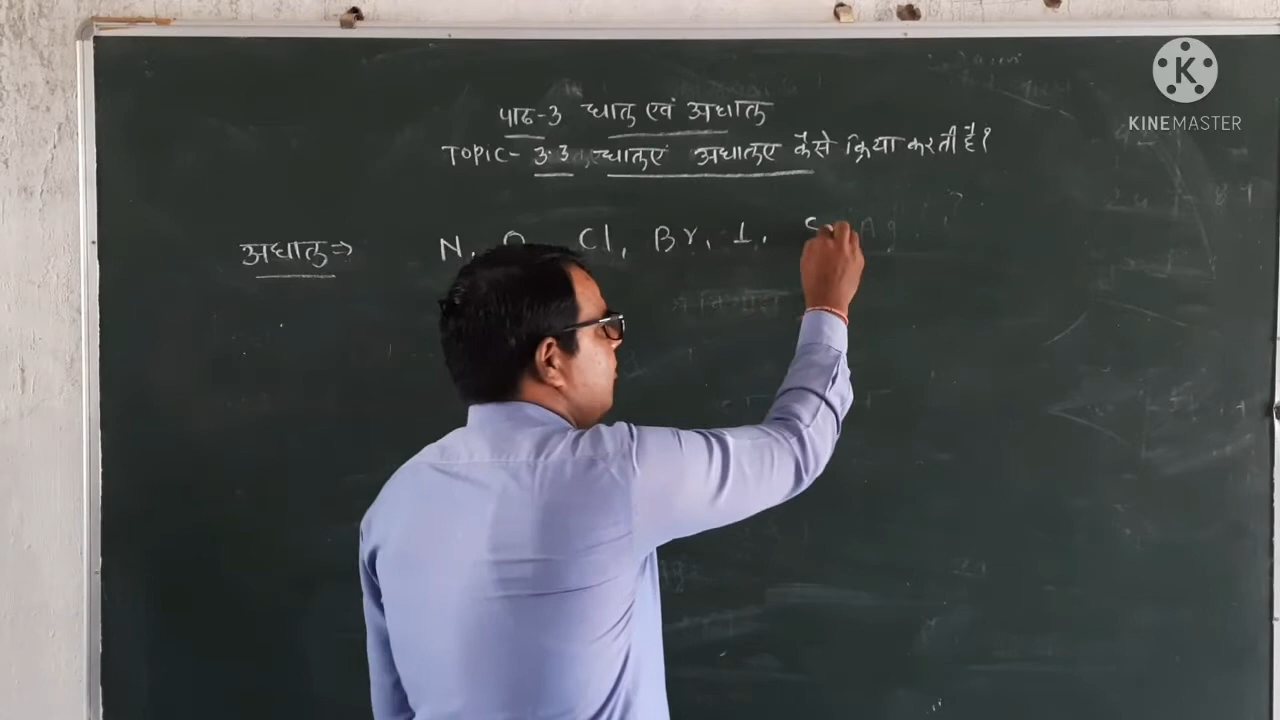 पाठ-3 धातु एवं अधातु
TOPIC- 3.3 धातुएं अधातुए कैसे क्रिया करती है?
अधातु⇒ N, O, Cl, Br, I, S
K
KINEMASTER